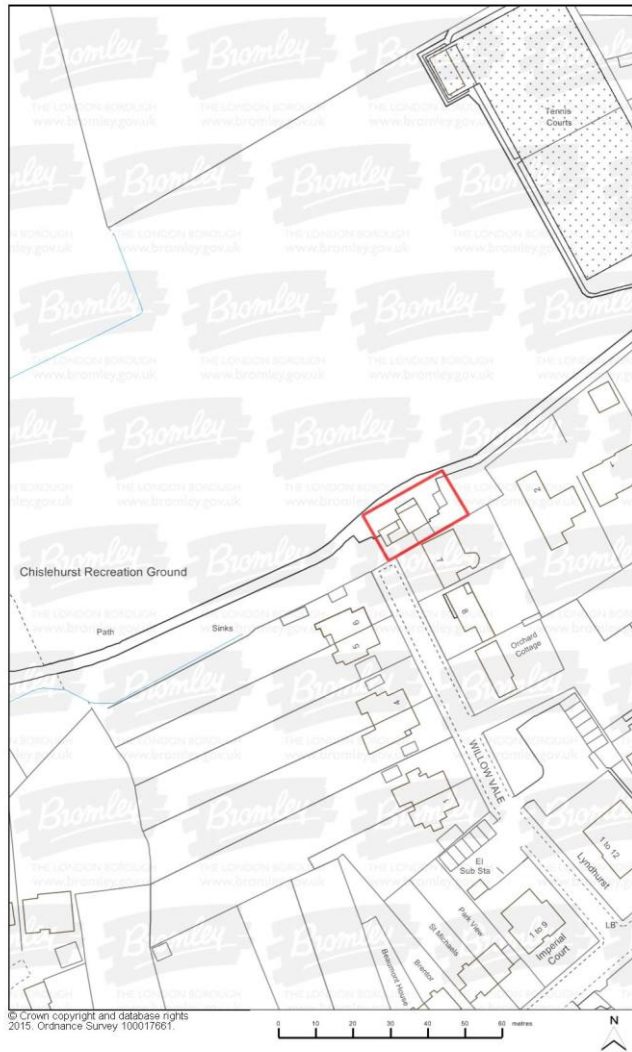 Bromley
THE LONDON BOROUGH
www.bromley.gov.uk
Tennis
Courts
2
1
7
8
Orchard
Cottage
Chislehurst Recreation Ground
Path
Sinks
6
5
4
1
WILLOW VALE
El
Sub Sta
Park View
St Michaels
Brentor
Beaumont House
1 to 12
Lyndhurst
LB
1 to 9
Imperial
Court
© Crown copyright and database rights
2015. Ordnance Survey 100017661.
0 10 20 30 40 50 60 metres
N